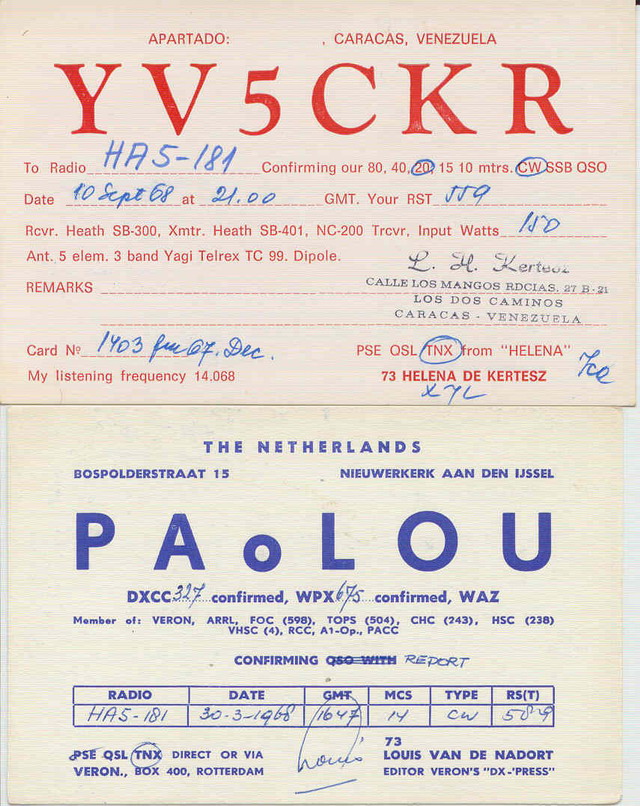 APARTADO: , CARACAS, VENEZUELA
YV5CKR
To Radio HA5-181 Confirming our 80, 40, 20, 15 10 mtrs. CW SSB QSO
Date 10 Sept 68 at 21.00 GMT. Your RST 559
Rcvr. Heath SB-300, Xmtr. Heath SB-401, NC-200 Trcvr, Input Watts 150
Ant. 5 elem. 3 band Yagi Telrex TC 99. Dipole.
L. H. Kertesz
REMARKS
CALLE LOS MANGOS RDCIAS. 27 B-21
LOS DOS CAMINOS
CARACAS - VENEZUELA
Card Nº 1403 fm 67. Dec. PSE QSL TNX from "HELENA"
My listening frequency 14.068 73 HELENA DE KERTESZ
XYL
THE NETHERLANDS
BOSPOLDERSTRAAT 15 NIEUWERKERK AAN DEN IJSSEL
PAoLOU
DXCC 327 confirmed, WPX 675 confirmed, WAZ
Member of: VERON, ARRL, FOC (598), TOPS (504), CHC (243), HSC (238)
VHSC (4), RCC, A1-Op., PACC
CONFIRMING QSO WITH REPORT
RADIO DATE GMT MCS TYPE RS(T)
HA5-181 30-3-1968 1647 14 CW 589
PSE QSL TNX DIRECT OR VIA 73
VERON., BOX 400, ROTTERDAM Louis LOUIS VAN DE NADORT
EDITOR VERON'S "DX-'PRESS"